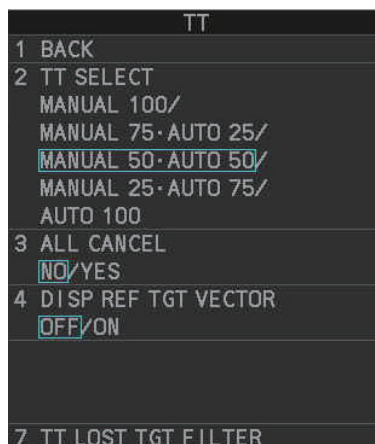 TT
1 BACK
2 TT SELECT
MANUAL 100/
MANUAL 75·AUTO 25/
MANUAL 50·AUTO 50/
MANUAL 25·AUTO 75/
AUTO 100
3 ALL CANCEL
NO/YES
4 DISP REF TGT VECTOR
OFF/ON
7 TT LOST TGT FILTER